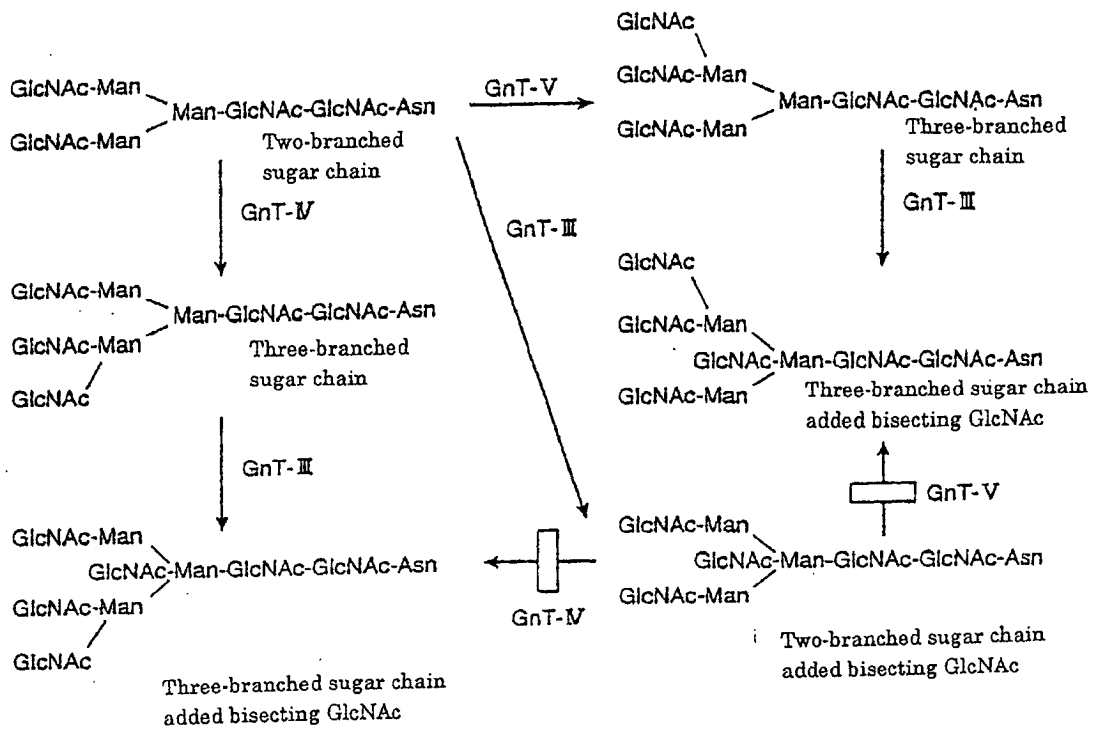 GlcNAc-Man
GlcNAc-Man
Man-GlcNAc-GlcNAc-Asn
Two-branched
sugar chain
GnT-V
GlcNAc
GlcNAc-Man
GlcNAc-Man
Man-GlcNAc-GlcNAc-Asn
Three-branched
sugar chain
GnT-Ⅳ
GnT-Ⅲ
GnT-Ⅲ
GlcNAc-Man
GlcNAc-Man
GlcNAc
Man-GlcNAc-GlcNAc-Asn
Three-branched
sugar chain
GlcNAc
GlcNAc-Man
GlcNAc-Man-GlcNAc-GlcNAc-Asn
GlcNAc-Man
Three-branched sugar chain
added bisecting GlcNAc
GnT-Ⅲ
GnT-V
GlcNAc-Man
GlcNAc-Man-GlcNAc-GlcNAc-Asn
GlcNAc-Man
GlcNAc
Three-branched sugar chain
added bisecting GlcNAc
GnT-Ⅳ
GlcNAc-Man
GlcNAc-Man-GlcNAc-GlcNAc-Asn
GlcNAc-Man
Two-branched sugar chain
added bisecting GlcNAc